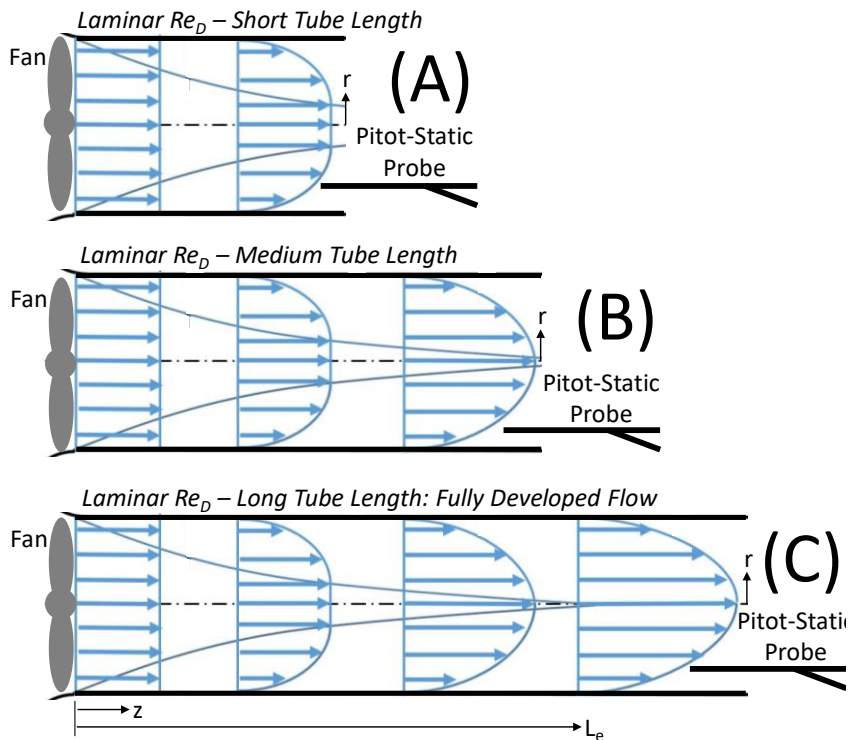 Laminar Re_D – Short Tube Length
Fan
(A)
r
Pitot-Static
Probe
Laminar Re_D – Medium Tube Length
Fan
(B)
r
Pitot-Static
Probe
Laminar Re_D – Long Tube Length: Fully Developed Flow
Fan
(C)
r
Pitot-Static
Probe
z
L_e